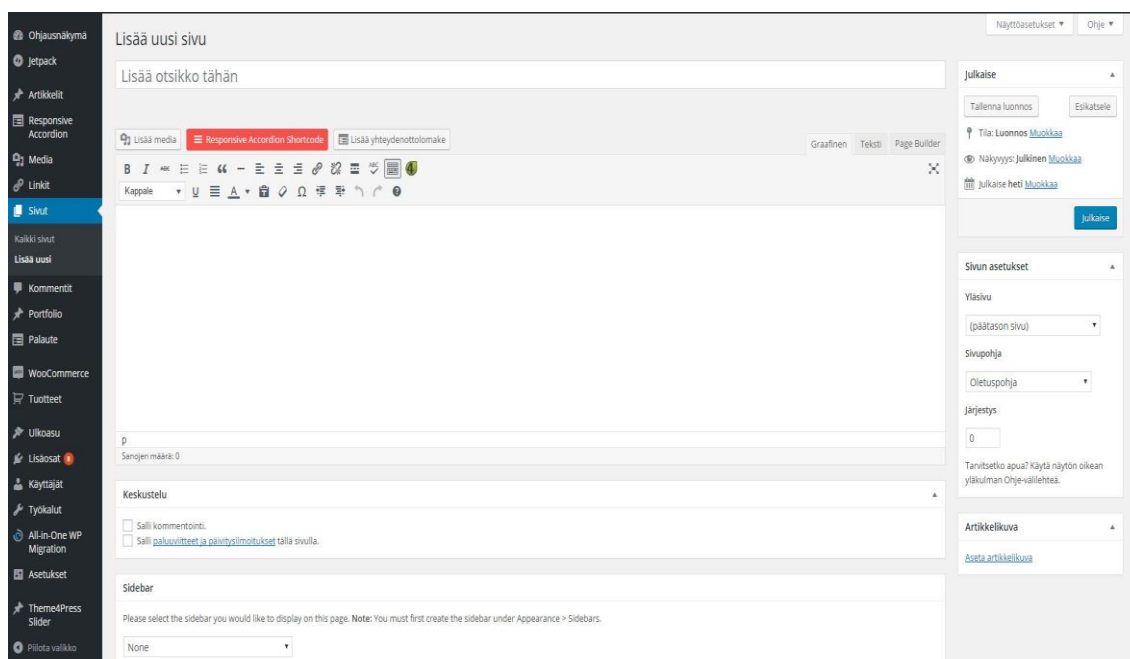 Ohjausnäkymä
Jetpack
Artikkelit
Responsive
Accordion
Media
Linkit
Sivut
Kaikki sivut
Lisää uusi
Kommentit
Portfolio
Palaute
WooCommerce
Tuotteet
Ulkoasu
Lisäosat 8
Käyttäjät
Työkalut
All-in-One WP
Migration
Asetukset
Theme4Press
Slider
Piilota valikko
Näyttöasetukset
Ohje
Lisää uusi sivu
Lisää otsikko tähän
Lisää media
Responsive Accordion Shortcode
Lisää yhteydenottolomake
Graafinen
Teksti
Page Builder
B I ABC
Kappale
U A Ω
p
Sanojen määrä: 0
Keskustelu
Salli kommentointi.
Salli paluuviitteet ja päivitysilmoitukset tällä sivulla.
Sidebar
Please select the sidebar you would like to display on this page. Note: You must first create the sidebar under Appearance > Sidebars.
None
Julkaise
Tallenna luonnos
Esikatsele
Tila: Luonnos Muokkaa
Näkyvyys: Julkinen Muokkaa
Julkaise heti Muokkaa
Julkaise
Sivun asetukset
Yläsivu
(päätason sivu)
Sivupohja
Oletuspohja
Järjestys
0
Tarvitsetko apua? Käytä näytön oikean
yläkulman Ohje-välilehteä.
Artikkelikuva
Aseta artikkelikuva